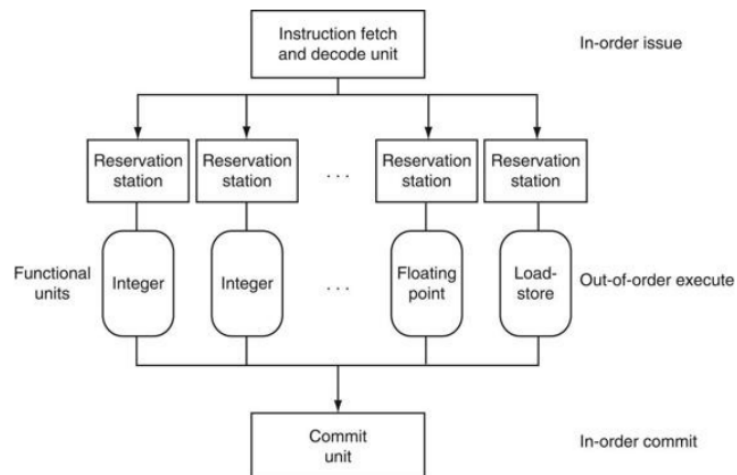 Instruction fetch
and decode unit
In-order issue
Reservation
station
Reservation
station
. . .
Reservation
station
Reservation
station
Functional
units
Integer
Integer
. . .
Floating
point
Load-
store
Out-of-order execute
Commit
unit
In-order commit